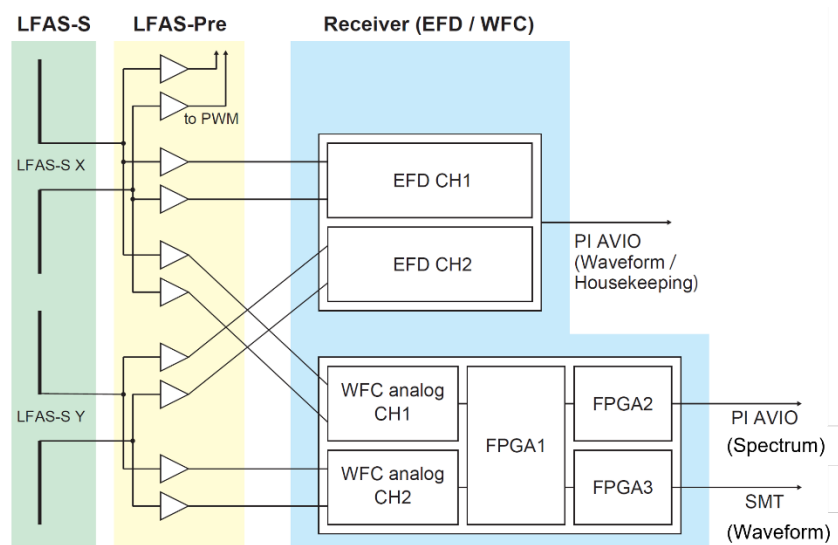 LFAS-S
LFAS-Pre
Receiver (EFD / WFC)
to PWM
LFAS-S X
EFD CH1
EFD CH2
PI AVIO
(Waveform /
Housekeeping)
LFAS-S Y
WFC analog
CH1
WFC analog
CH2
FPGA1
FPGA2
FPGA3
PI AVIO
(Spectrum)
SMT
(Waveform)